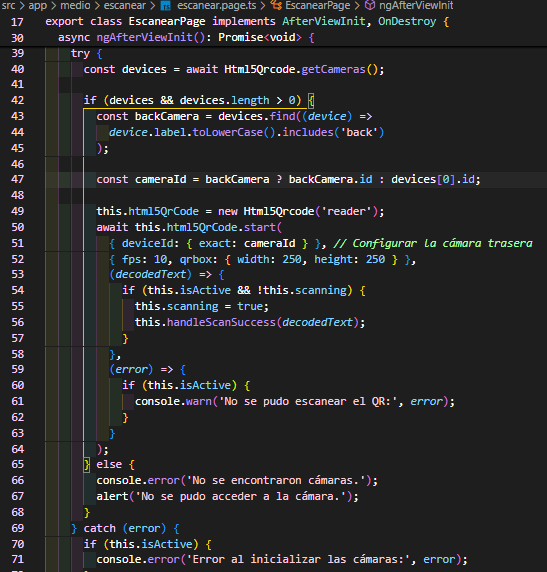 src > app > medio > escanear > escanear.page.ts > EscanearPage > ngAfterViewInit
17 export class EscanearPage implements AfterViewInit, OnDestroy {
30 async ngAfterViewInit(): Promise<void> {
39 try {
40 const devices = await Html5Qrcode.getCameras();
41
42 if (devices && devices.length > 0) {
43 const backCamera = devices.find((device) =>
44 device.label.toLowerCase().includes('back')
45 );
46
47 const cameraId = backCamera ? backCamera.id : devices[0].id;
48
49 this.html5QrCode = new Html5Qrcode('reader');
50 await this.html5QrCode.start(
51 { deviceId: { exact: cameraId } }, // Configurar la cámara trasera
52 { fps: 10, qrbox: { width: 250, height: 250 } },
53 (decodedText) => {
54 if (this.isActive && !this.scanning) {
55 this.scanning = true;
56 this.handleScanSuccess(decodedText);
57 }
58 },
59 (error) => {
60 if (this.isActive) {
61 console.warn('No se pudo escanear el QR:', error);
62 }
63 }
64 );
65 } else {
66 console.error('No se encontraron cámaras.');
67 alert('No se pudo acceder a la cámara.');
68 }
69 } catch (error) {
70 if (this.isActive) {
71 console.error('Error al inicializar las cámaras:', error);